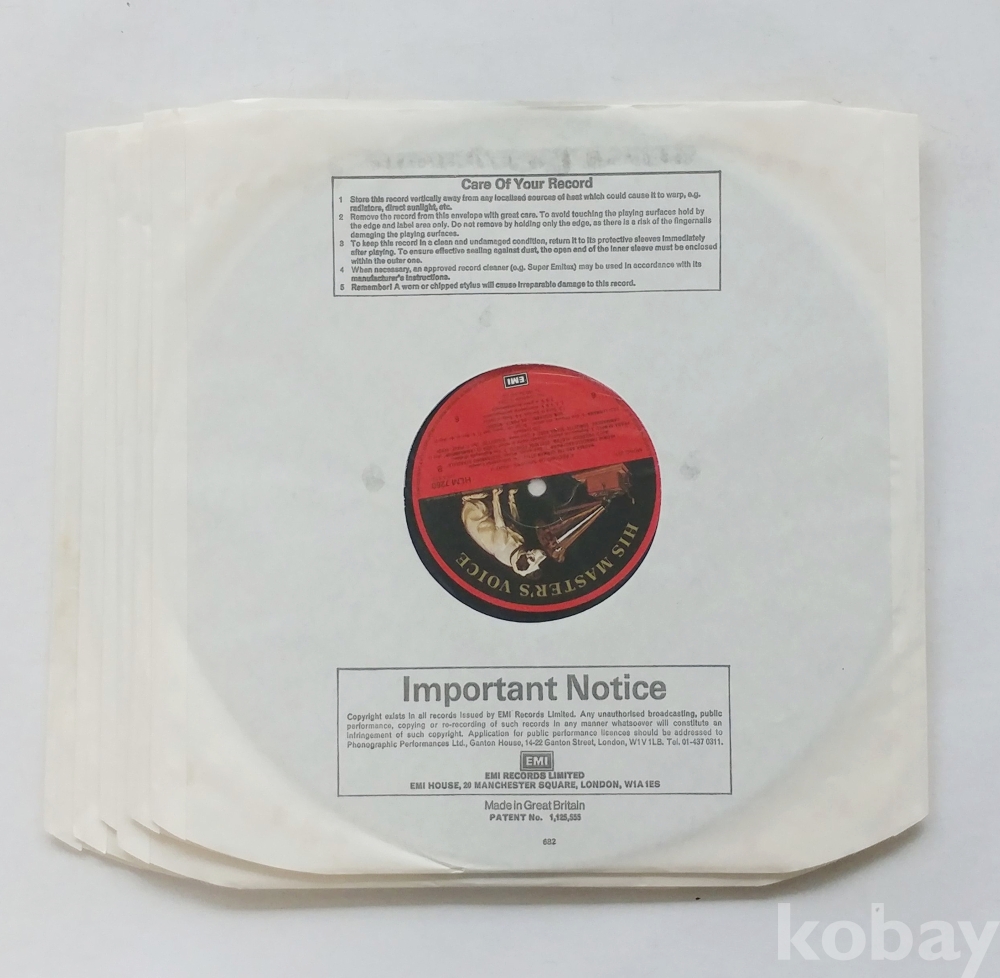 Care Of Your Record
1 Store this record vertically away from any localised sources of heat which could cause it to warp, e.g.
radiators, direct sunlight, etc.
2 Remove the record from this envelope with great care. To avoid touching the playing surfaces hold by
the edge and label area only. Do not remove by holding only the edge, as there is a risk of the fingernails
damaging the playing surfaces.
3 To keep this record in a clean and undamaged condition, return it to its protective sleeves immediately
after playing. To ensure effective sealing against dust, the open end of the inner sleeve must be enclosed
within the outer one.
4 When necessary, an approved record cleaner (e.g. Super Emitex) may be used in accordance with its
manufacturer's instructions.
5 Remember! A worn or chipped stylus will cause irreparable damage to this record.
EMI
HIS MASTER'S VOICE
Important Notice
Copyright exists in all records issued by EMI Records Limited. Any unauthorised broadcasting, public
performance, copying or re-recording of such records in any manner whatsoever will constitute an
infringement of such copyright. Application for public performance licences should be addressed to
Phonographic Performances Ltd., Ganton House, 14-22 Ganton Street, London, W1V 1LB. Tel. 01-437 0311.
EMI
EMI RECORDS LIMITED
EMI HOUSE, 20 MANCHESTER SQUARE, LONDON, W1A 1ES
Made in Great Britain
PATENT No. 1,125,555
682
kobay